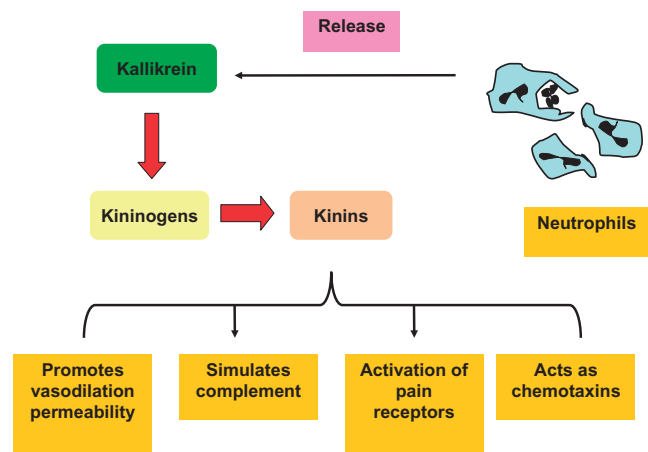 Release
Kallikrein
Kininogens
Kinins
Neutrophils
Promotes
vasodilation
permeability
Simulates
complement
Activation of
pain
receptors
Acts as
chemotaxins